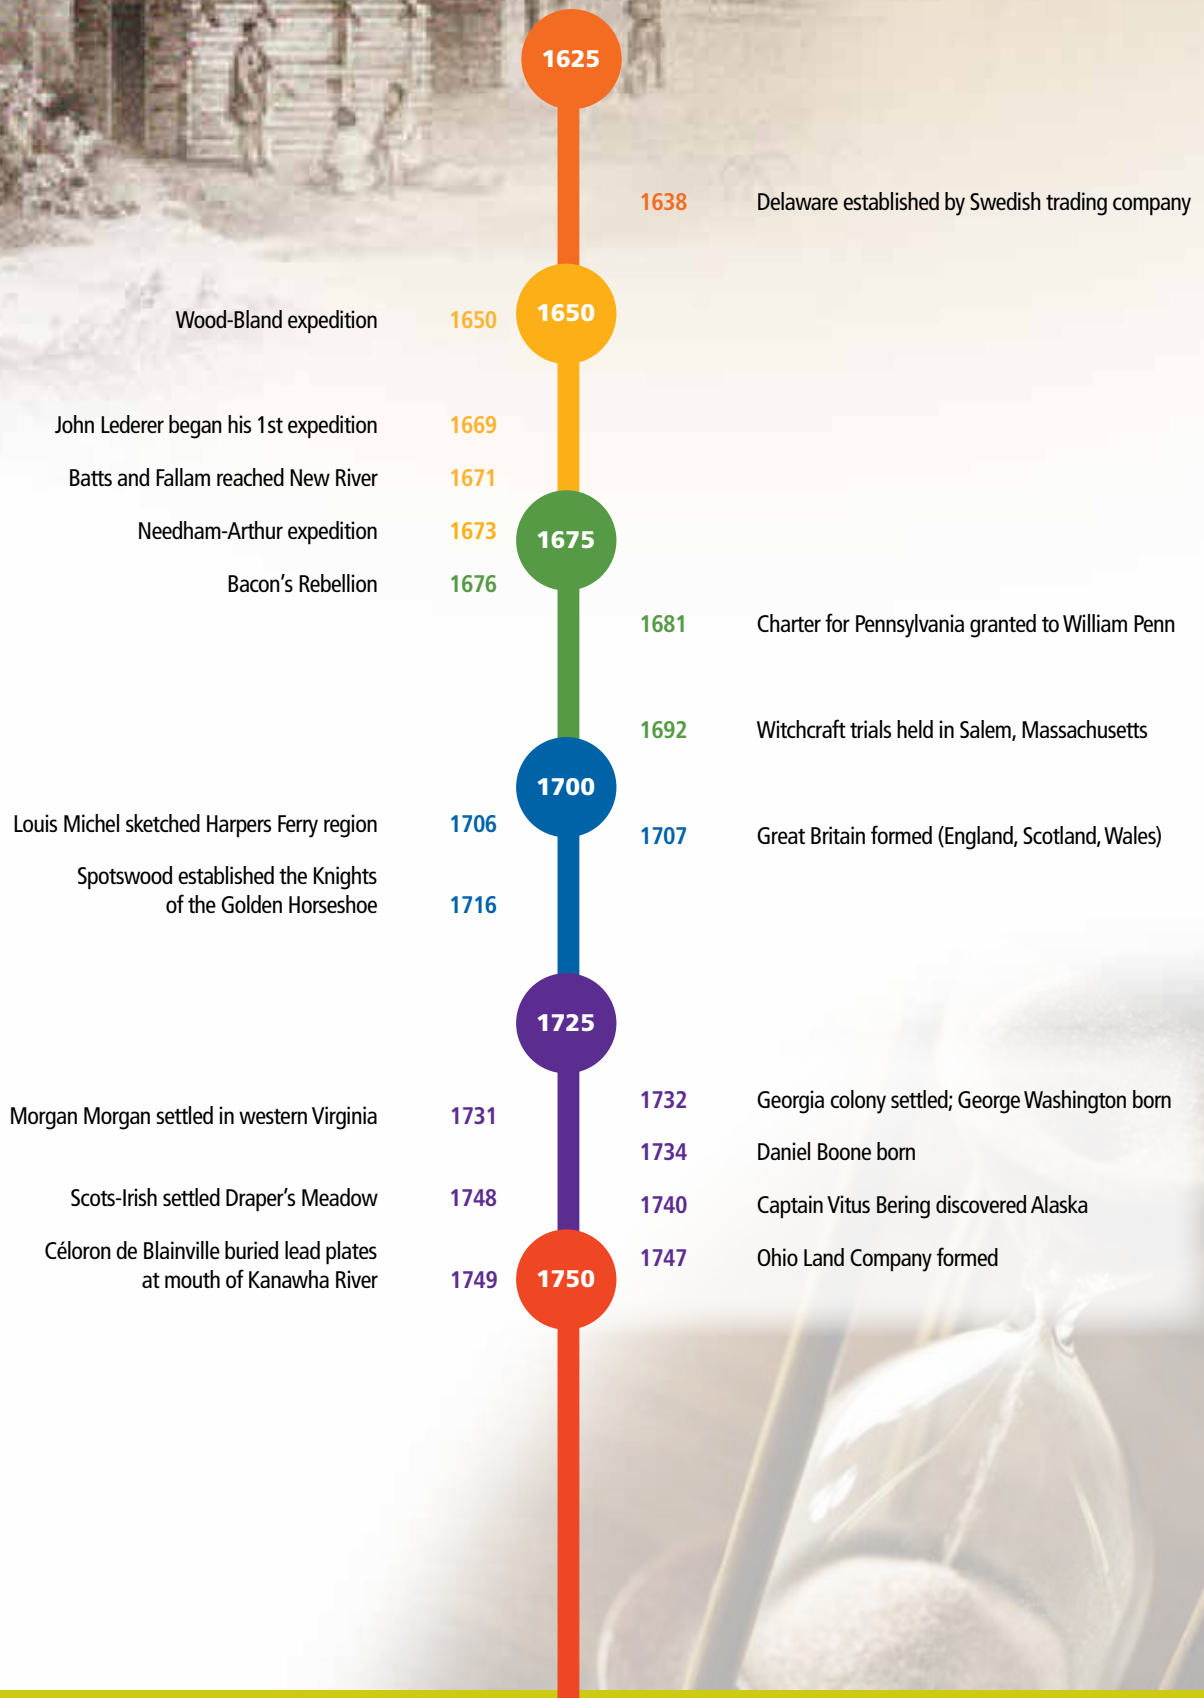 1625
1638 Delaware established by Swedish trading company
Wood-Bland expedition 1650 1650
John Lederer began his 1st expedition 1669
Batts and Fallam reached New River 1671
Needham-Arthur expedition 1673 1675
Bacon’s Rebellion 1676
1681 Charter for Pennsylvania granted to William Penn
1692 Witchcraft trials held in Salem, Massachusetts
1700
Louis Michel sketched Harpers Ferry region 1706
1707 Great Britain formed (England, Scotland, Wales)
Spotswood established the Knights
of the Golden Horseshoe 1716
1725
1732 Georgia colony settled; George Washington born
Morgan Morgan settled in western Virginia 1731
1734 Daniel Boone born
Scots-Irish settled Draper’s Meadow 1748
1740 Captain Vitus Bering discovered Alaska
Céloron de Blainville buried lead plates
at mouth of Kanawha River 1749
1747 Ohio Land Company formed
1750